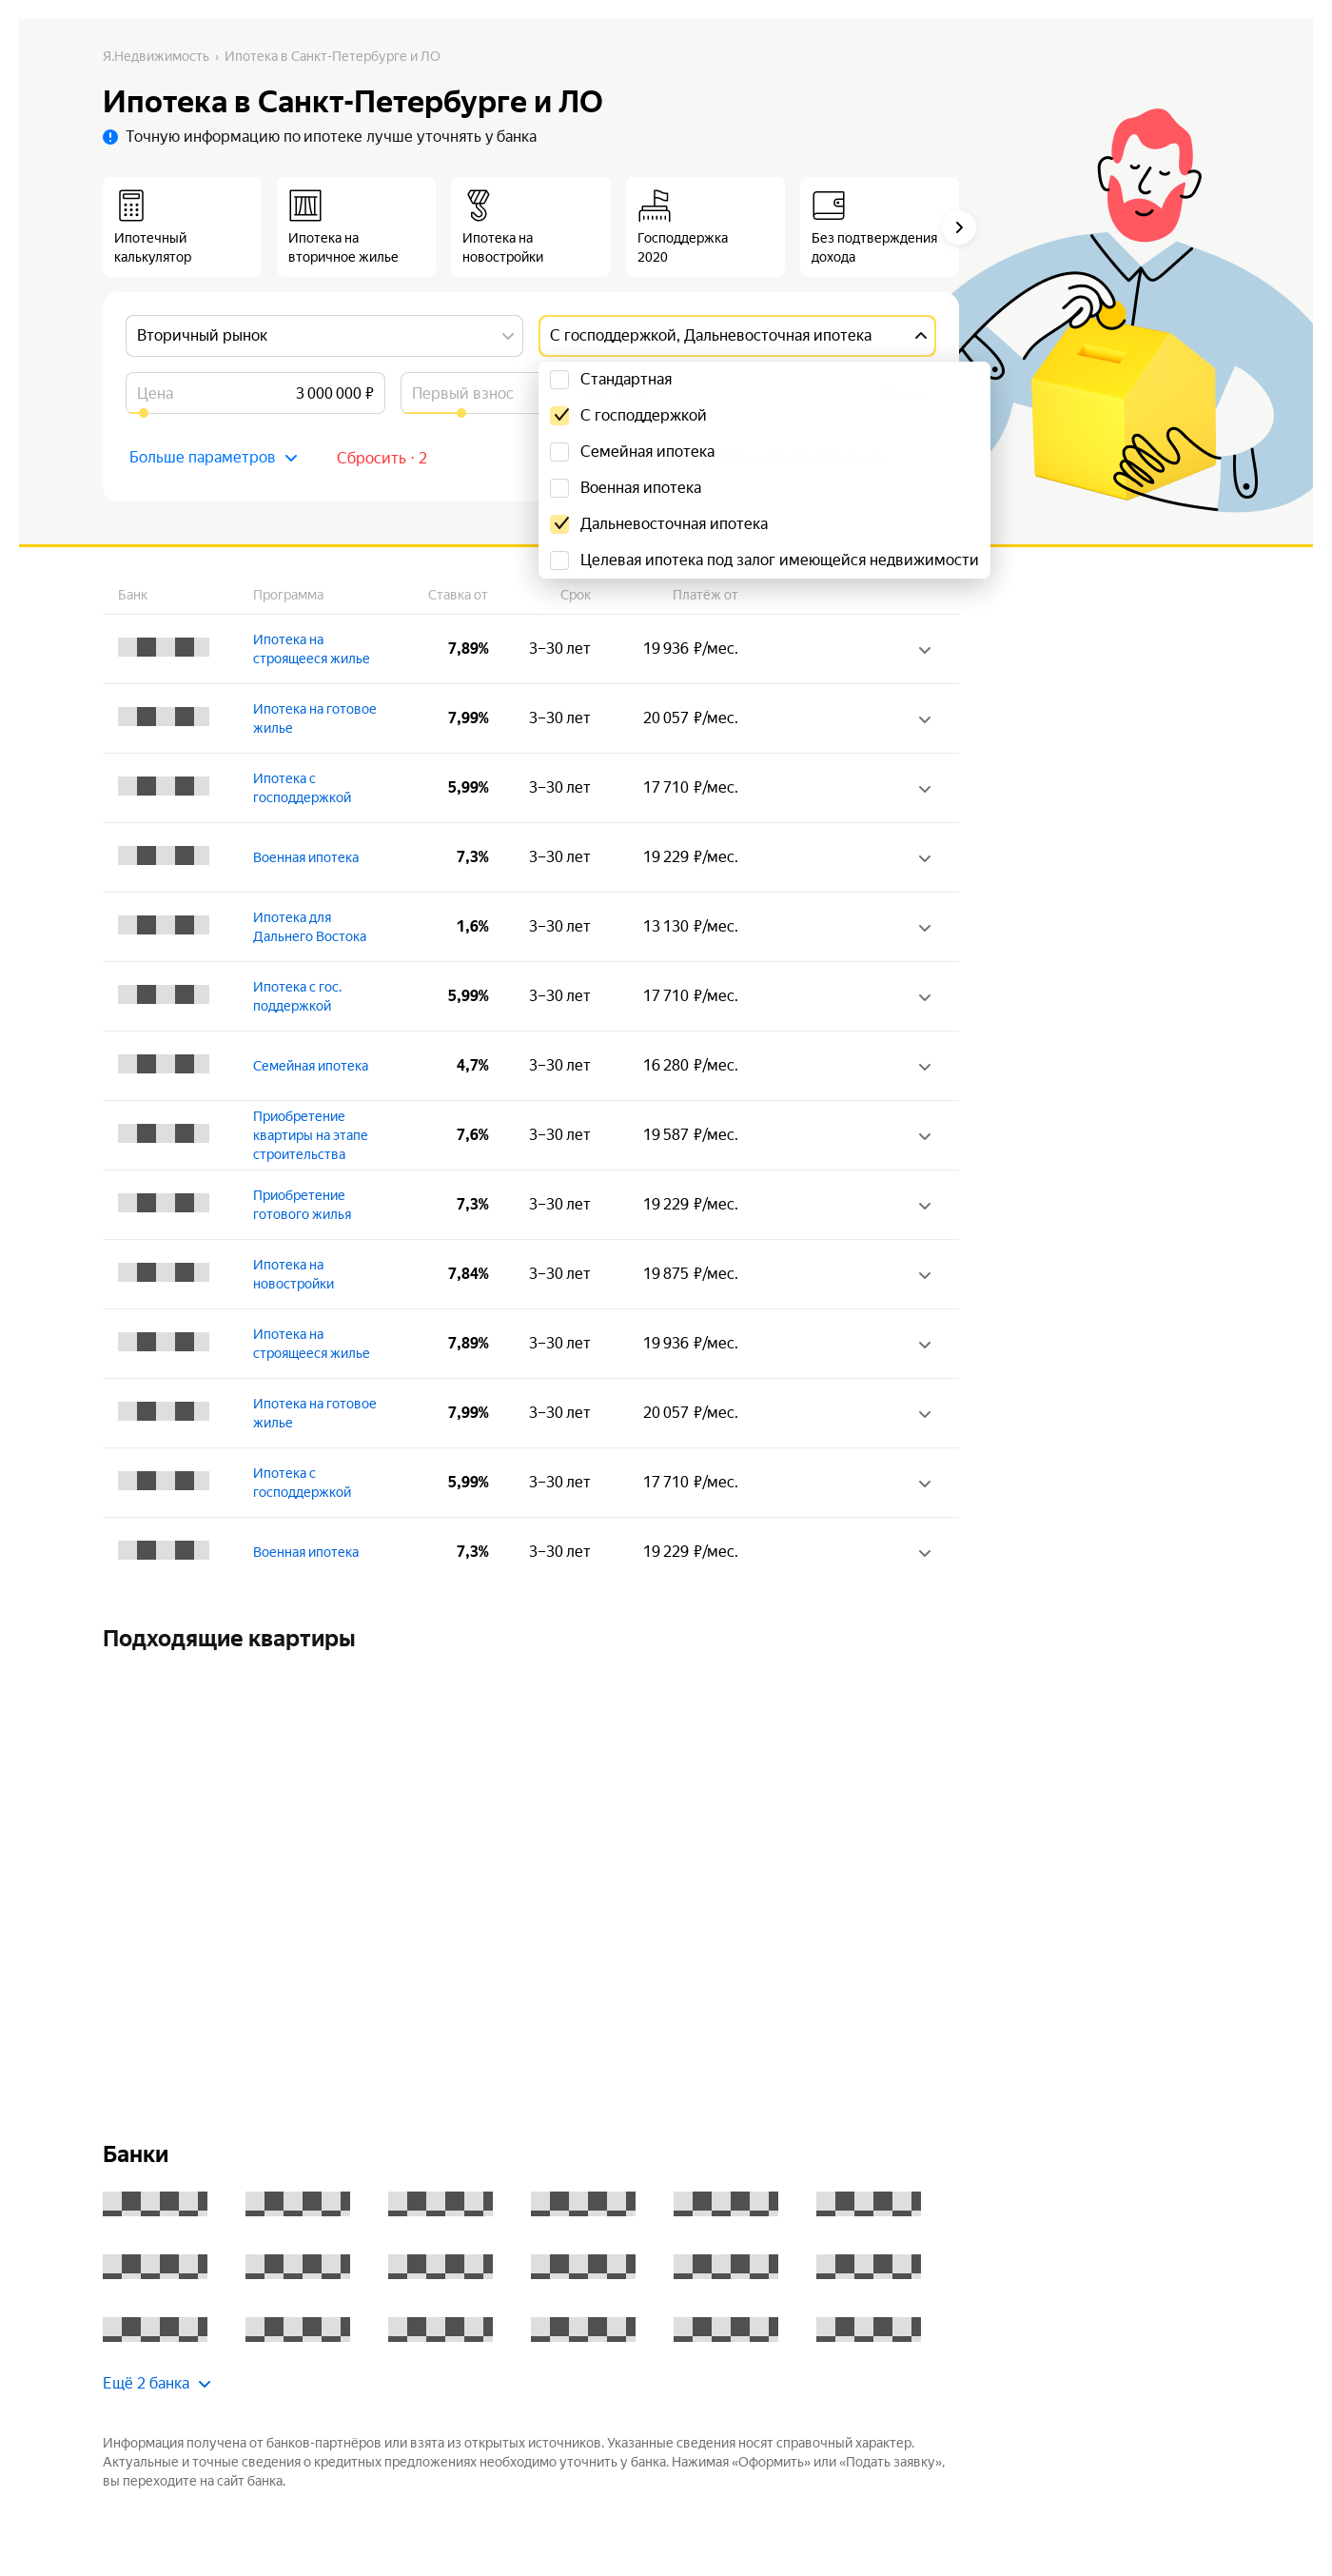 Я.Недвижимость › Ипотека в Санкт-Петербурге и ЛО
Ипотека в Санкт-Петербурге и ЛО
Точную информацию по ипотеке лучше уточнять у банка
Ипотечный
калькулятор
Ипотека на
вторичное жилье
Ипотека на
новостройки
Господдержка
2020
Без подтверждения
дохода
Вторичный рынок
С господдержкой, Дальневосточная ипотека
Цена 3 000 000 ₽
Первый взнос
Стандартная
С господдержкой
Семейная ипотека
Военная ипотека
Дальневосточная ипотека
Целевая ипотека под залог имеющейся недвижимости
Больше параметров
Сбросить · 2
Банк Программа Ставка от Срок Платёж от
Ипотека на
строящееся жилье
7,89% 3–30 лет 19 936 ₽/мес.
Ипотека на готовое
жилье
7,99% 3–30 лет 20 057 ₽/мес.
Ипотека с
господдержкой
5,99% 3–30 лет 17 710 ₽/мес.
Военная ипотека 7,3% 3–30 лет 19 229 ₽/мес.
Ипотека для
Дальнего Востока
1,6% 3–30 лет 13 130 ₽/мес.
Ипотека с гос.
поддержкой
5,99% 3–30 лет 17 710 ₽/мес.
Семейная ипотека 4,7% 3–30 лет 16 280 ₽/мес.
Приобретение
квартиры на этапе
строительства
7,6% 3–30 лет 19 587 ₽/мес.
Приобретение
готового жилья
7,3% 3–30 лет 19 229 ₽/мес.
Ипотека на
новостройки
7,84% 3–30 лет 19 875 ₽/мес.
Ипотека на
строящееся жилье
7,89% 3–30 лет 19 936 ₽/мес.
Ипотека на готовое
жилье
7,99% 3–30 лет 20 057 ₽/мес.
Ипотека с
господдержкой
5,99% 3–30 лет 17 710 ₽/мес.
Военная ипотека 7,3% 3–30 лет 19 229 ₽/мес.
Подходящие квартиры
Банки
Ещё 2 банка
Информация получена от банков-партнёров или взята из открытых источников. Указанные сведения носят справочный характер.
Актуальные и точные сведения о кредитных предложениях необходимо уточнить у банка. Нажимая «Оформить» или «Подать заявку»,
вы переходите на сайт банка.